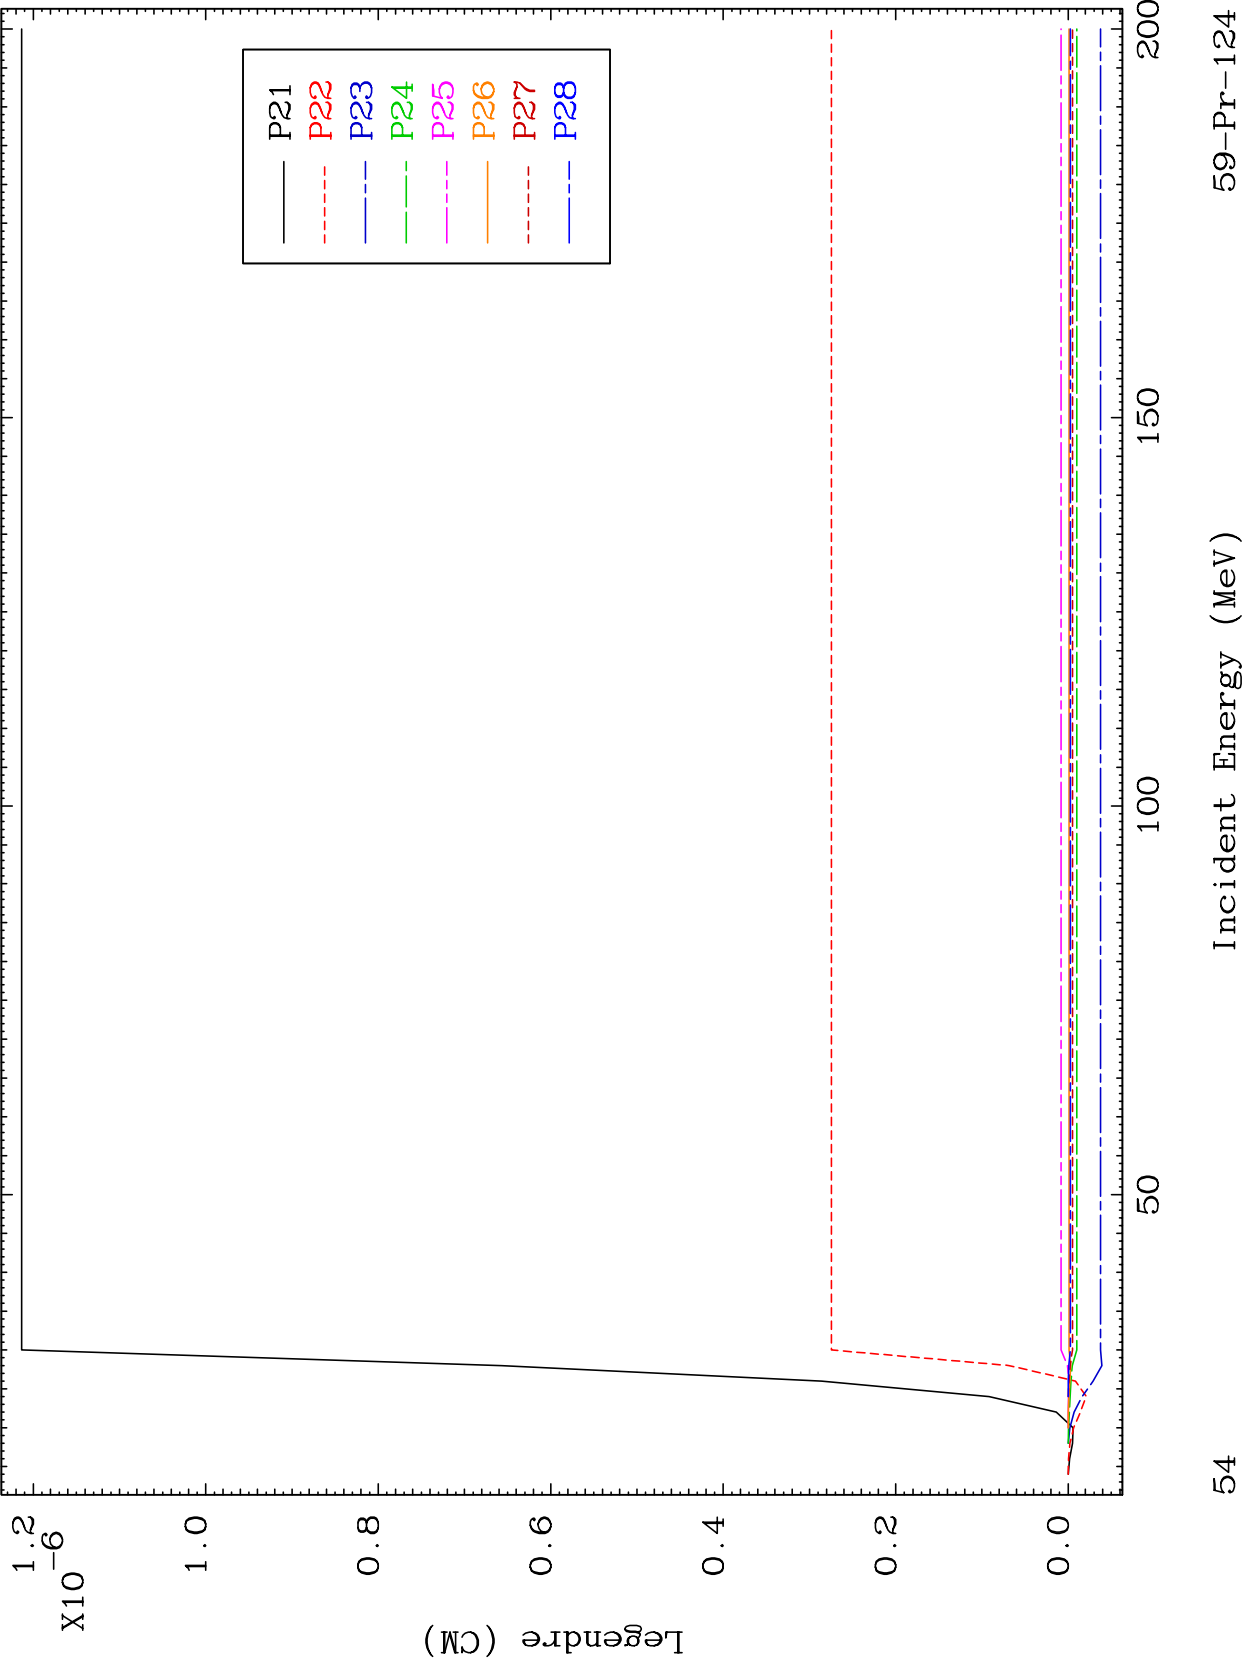 P21
P22
P23
P24
P25
P26
P27
P28
1.2
1.0
0.8
0.6
0.4
0.2
0.0
X10
-6
Legendre (CM)
50
100
150
200
Incident Energy (MeV)
54
59-Pr-124